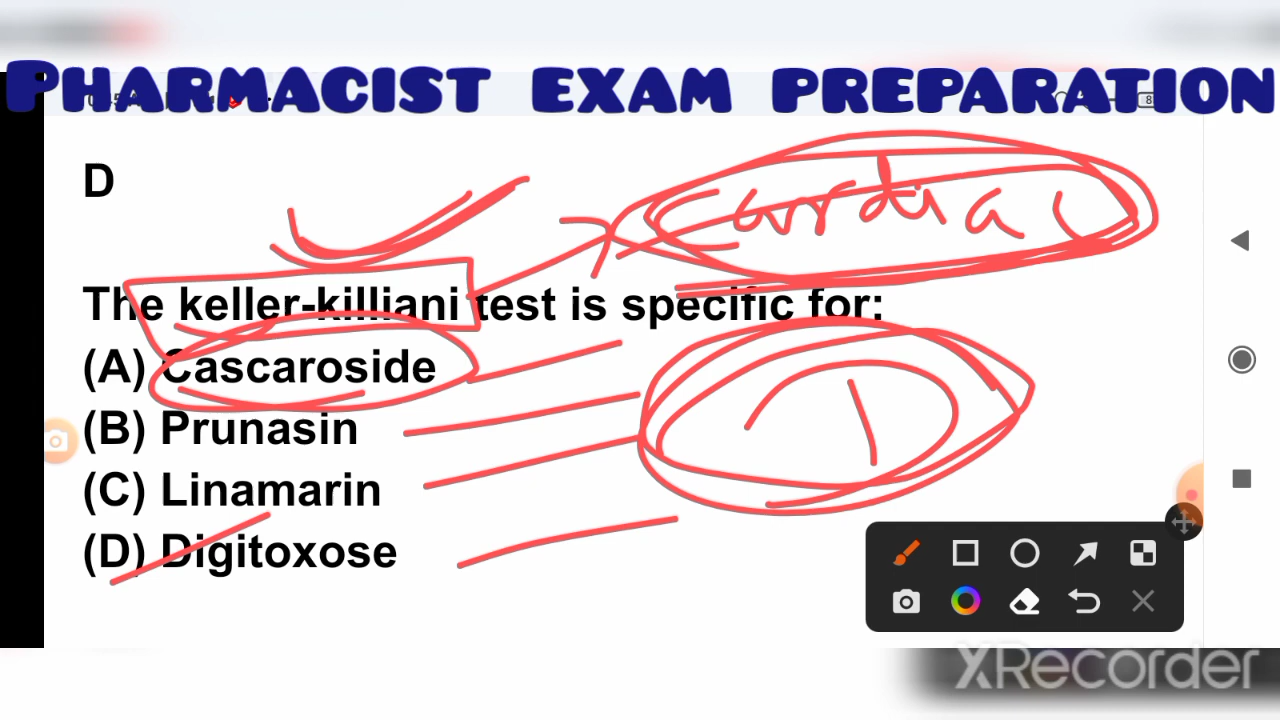 PHARMACIST EXAM PREPARATION
D
cardiac
The keller-killiani test is specific for:
(A) Cascaroside
(B) Prunasin
(C) Linamarin
(D) Digitoxose
D
XRecorder